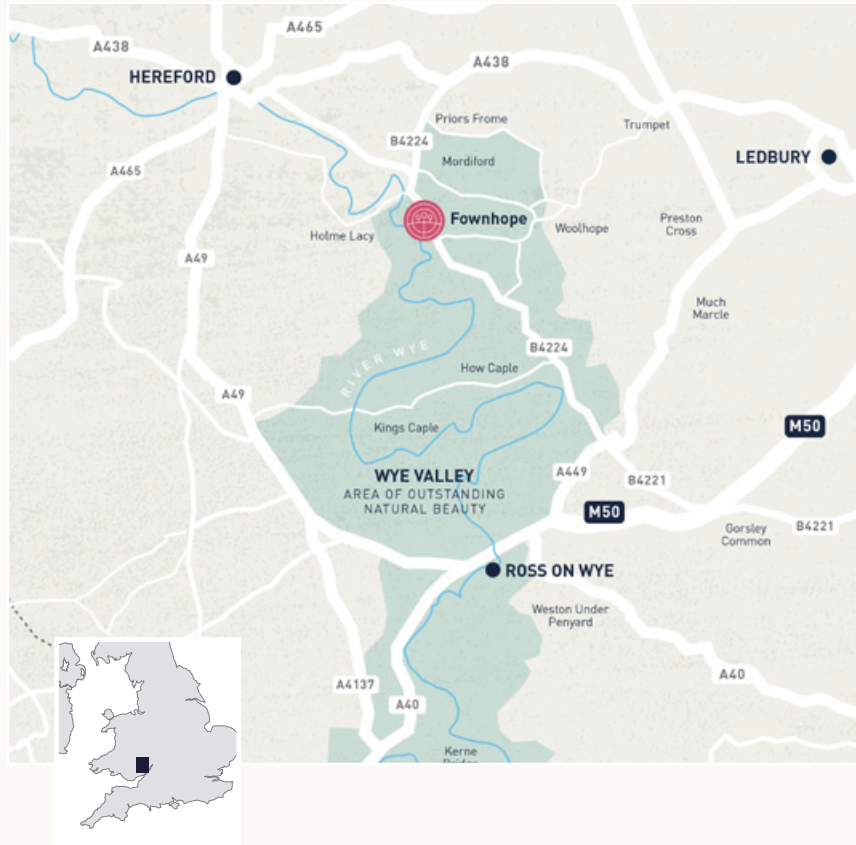 A465
A438
A438
HEREFORD
Priors Frome
Trumpet
B4224
LEDBURY
Mordiford
A465
Fownhope
Preston
Cross
Woolhope
Holme Lacy
A49
Much
Marcle
RIVER WYE
B4224
How Caple
A49
Kings Caple
M50
WYE VALLEY
AREA OF OUTSTANDING
NATURAL BEAUTY
A449
B4221
M50
B4221
Gorsley
Common
ROSS ON WYE
Weston Under
Penyard
A40
A4137
A40
Kerne